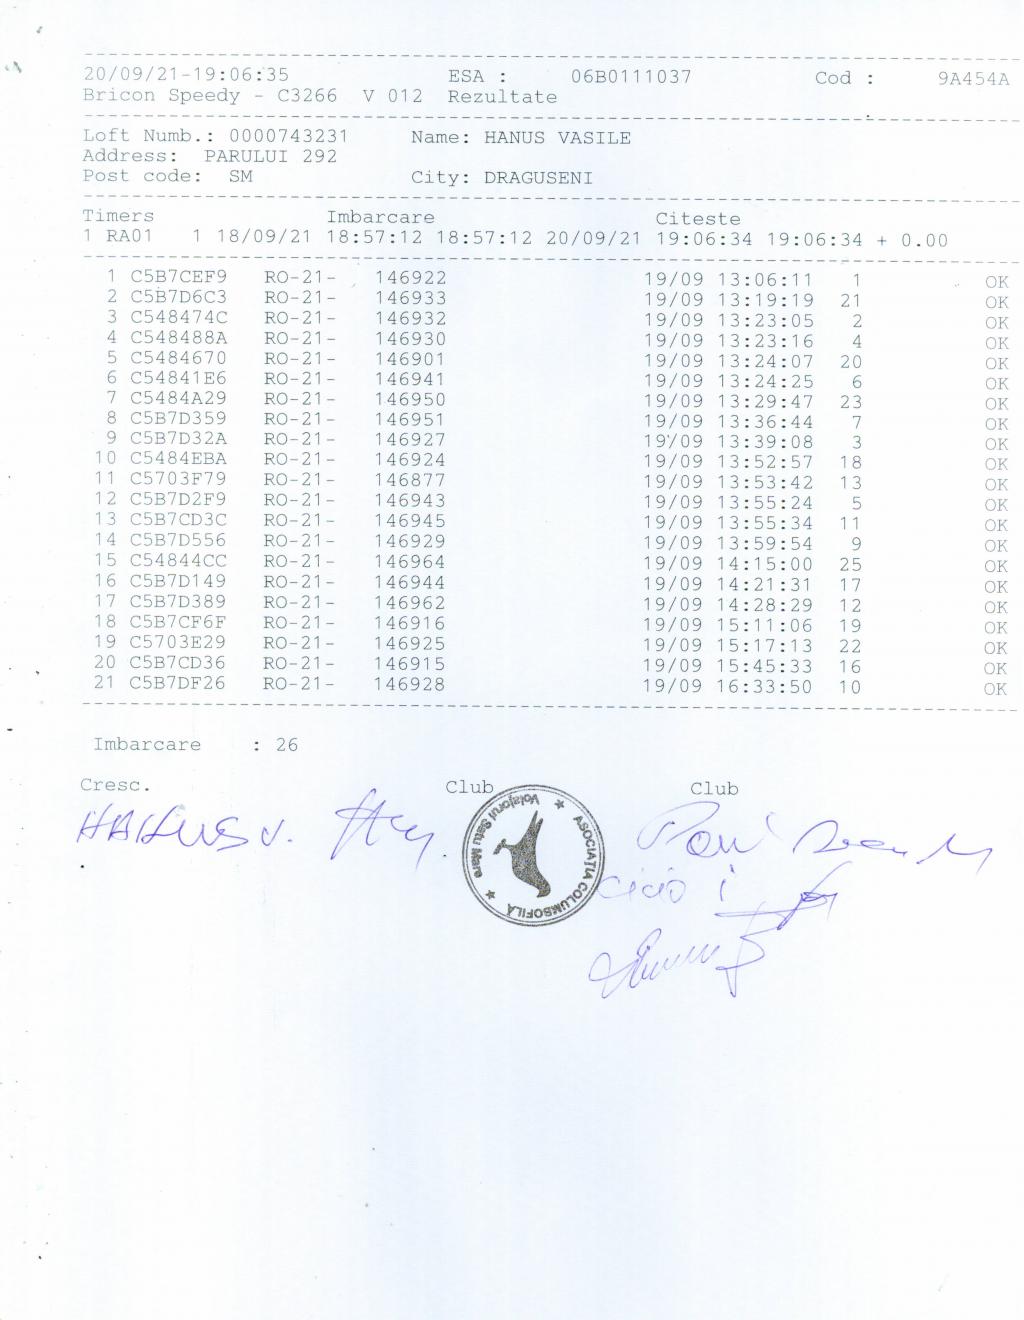 20/09/21-19:06:35 ESA : 06B0111037 Cod : 9A454A
Bricon Speedy - C3266 V 012 Rezultate
Loft Numb.: 0000743231 Name: HANUS VASILE
Address: PARULUI 292
Post code: SM City: DRAGUSENI
Timers Imbarcare Citeste
1 RA01 1 18/09/21 18:57:12 18:57:12 20/09/21 19:06:34 19:06:34 + 0.00
1 C5B7CEF9 RO-21- 146922 19/09 13:06:11 1 OK
2 C5B7D6C3 RO-21- 146933 19/09 13:19:19 21 OK
3 C548474C RO-21- 146932 19/09 13:23:05 2 OK
4 C548488A RO-21- 146930 19/09 13:23:16 4 OK
5 C5484670 RO-21- 146901 19/09 13:24:07 20 OK
6 C54841E6 RO-21- 146941 19/09 13:24:25 6 OK
7 C5484A29 RO-21- 146950 19/09 13:29:47 23 OK
8 C5B7D359 RO-21- 146951 19/09 13:36:44 7 OK
9 C5B7D32A RO-21- 146927 19/09 13:39:08 3 OK
10 C5484EBA RO-21- 146924 19/09 13:52:57 18 OK
11 C5703F79 RO-21- 146877 19/09 13:53:42 13 OK
12 C5B7D2F9 RO-21- 146943 19/09 13:55:24 5 OK
13 C5B7CD3C RO-21- 146945 19/09 13:55:34 11 OK
14 C5B7D556 RO-21- 146929 19/09 13:59:54 9 OK
15 C54844CC RO-21- 146964 19/09 14:15:00 25 OK
16 C5B7D149 RO-21- 146944 19/09 14:21:31 17 OK
17 C5B7D389 RO-21- 146962 19/09 14:28:29 12 OK
18 C5B7CF6F RO-21- 146916 19/09 15:11:06 19 OK
19 C5703E29 RO-21- 146925 19/09 15:17:13 22 OK
20 C5B7CD36 RO-21- 146915 19/09 15:45:33 16 OK
21 C5B7DF26 RO-21- 146928 19/09 16:33:50 10 OK
Imbarcare : 26
Cresc. Club Club
HANUS V.
ASOCIAȚIA COLUMBOFILĂ
Voiajorul Satu Mare